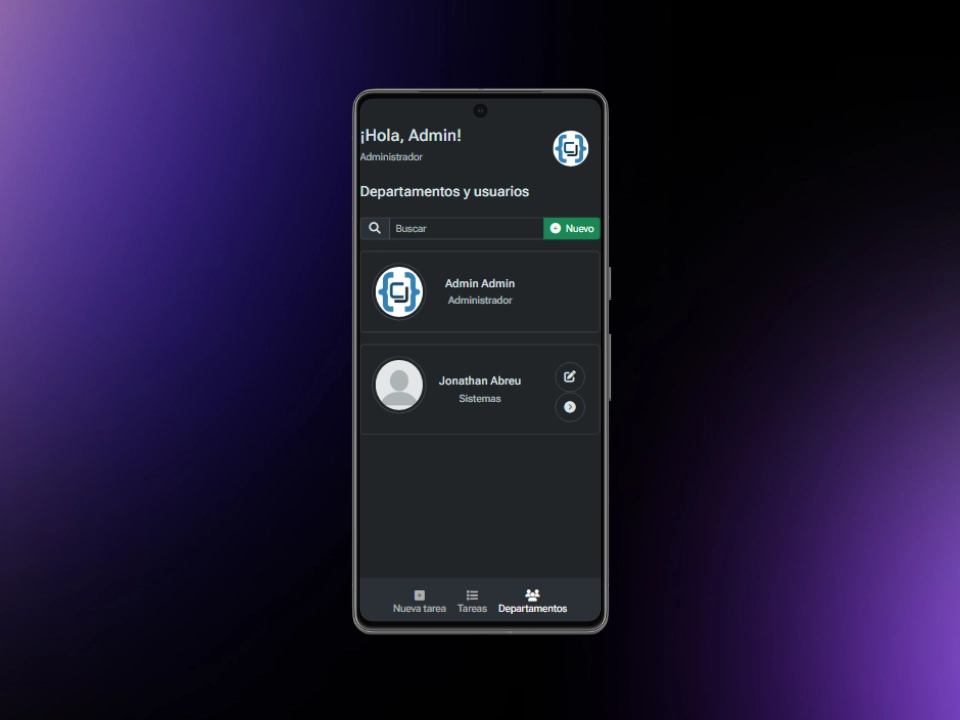 ¡Hola, Admin!
Administrador
Departamentos y usuarios
Buscar
Nuevo
Admin Admin
Administrador
Jonathan Abreu
Sistemas
Nueva tarea
Tareas
Departamentos